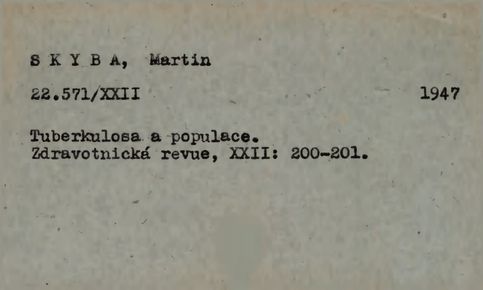 S K Y B A, Martin
22.571/XXII 1947
Tuberkulosa a populace.
Zdravotnická revue, XXII: 200-201.